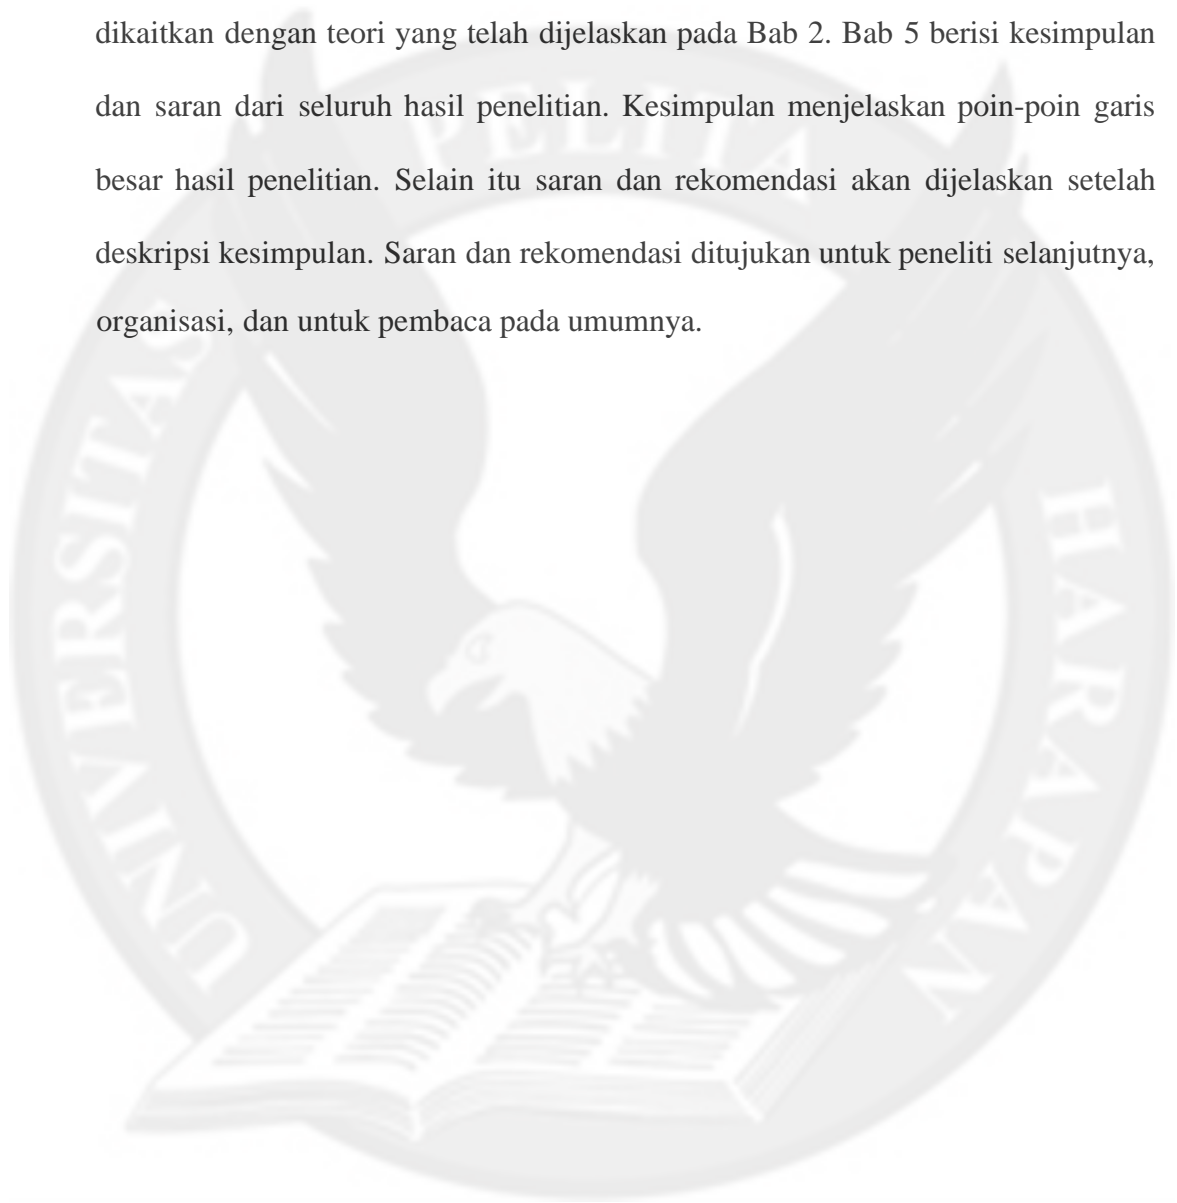 dikaitkan dengan teori yang telah dijelaskan pada Bab 2. Bab 5 berisi kesimpulan
dan saran dari seluruh hasil penelitian. Kesimpulan menjelaskan poin-poin garis
besar hasil penelitian. Selain itu saran dan rekomendasi akan dijelaskan setelah
deskripsi kesimpulan. Saran dan rekomendasi ditujukan untuk peneliti selanjutnya,
organisasi, dan untuk pembaca pada umumnya.
UNIVERSITAS
PELITA
HARAPAN